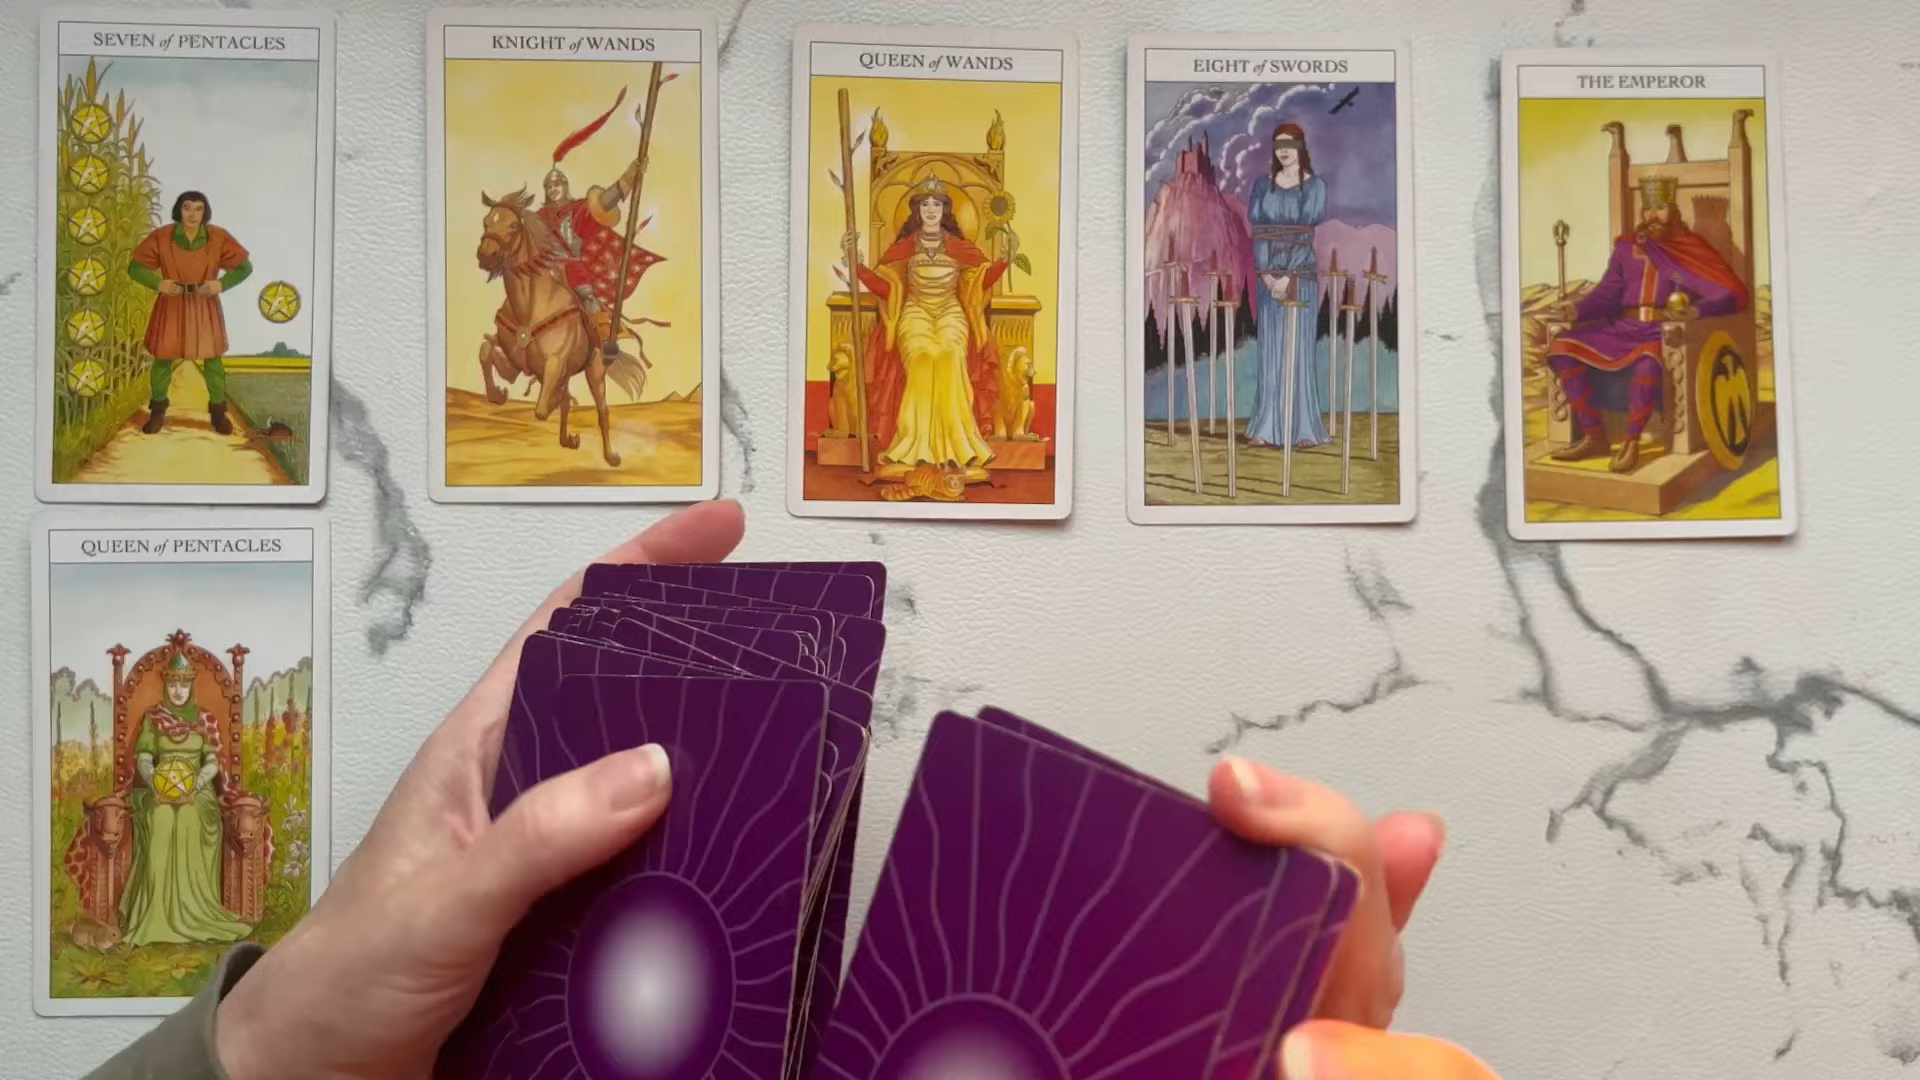 SEVEN of PENTACLES
KNIGHT of WANDS
QUEEN of WANDS
EIGHT of SWORDS
THE EMPEROR
QUEEN of PENTACLES